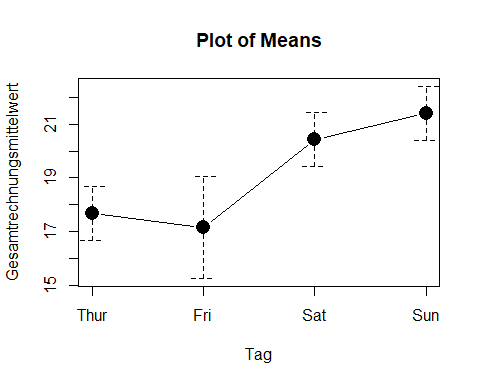 Plot of Means
Gesamtrechnungsmittelwert
21
19
17
15
Thur Fri Sat Sun
Tag